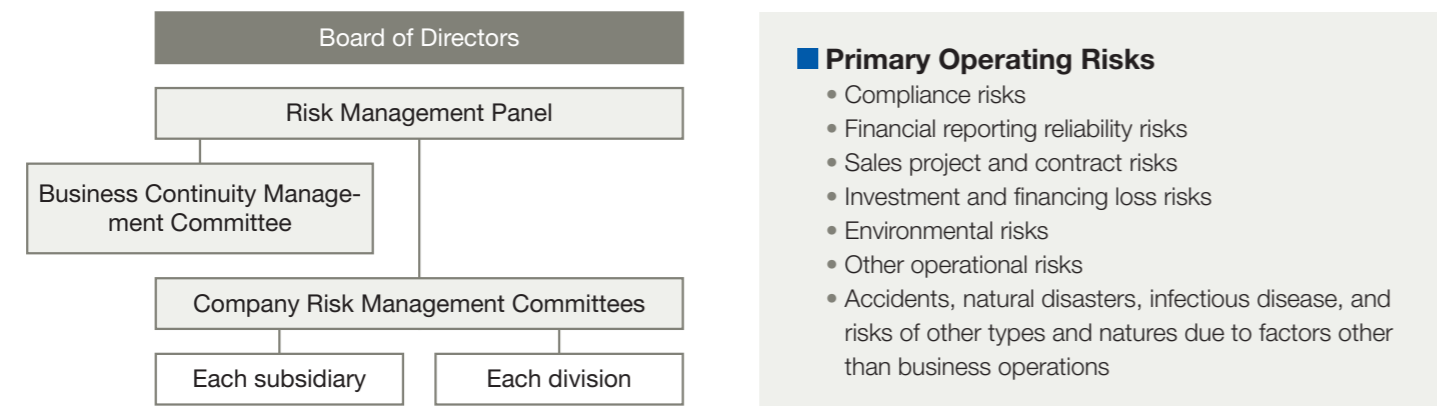 Board of Directors
Risk Management Panel
Business Continuity Manage-
ment Committee
Company Risk Management Committees
Each subsidiary
Each division
Primary Operating Risks
• Compliance risks
• Financial reporting reliability risks
• Sales project and contract risks
• Investment and financing loss risks
• Environmental risks
• Other operational risks
• Accidents, natural disasters, infectious disease, and
risks of other types and natures due to factors other
than business operations